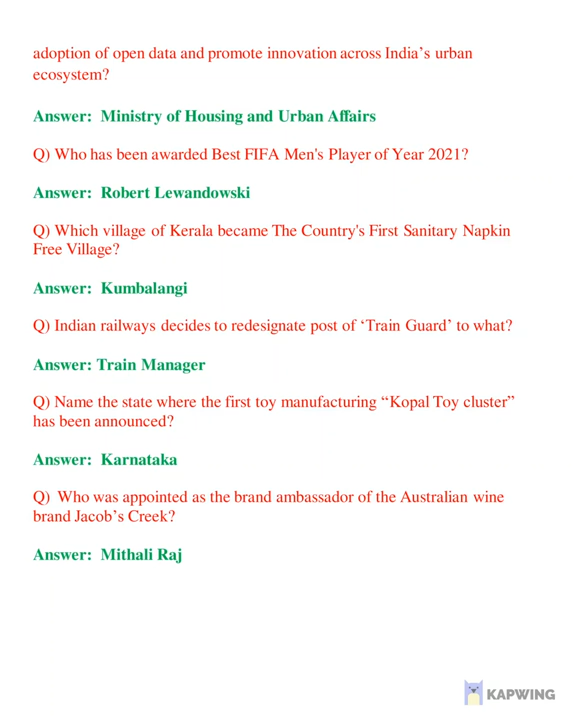 adoption of open data and promote innovation across India’s urban
ecosystem?
Answer:  Ministry of Housing and Urban Affairs
Q) Who has been awarded Best FIFA Men's Player of Year 2021?
Answer:  Robert Lewandowski
Q) Which village of Kerala became The Country's First Sanitary Napkin
Free Village?
Answer:  Kumbalangi
Q) Indian railways decides to redesignate post of ‘Train Guard’ to what?
Answer: Train Manager
Q) Name the state where the first toy manufacturing “Kopal Toy cluster”
has been announced?
Answer:  Karnataka
Q)  Who was appointed as the brand ambassador of the Australian wine
brand Jacob’s Creek?
Answer:  Mithali Raj
KAPWING